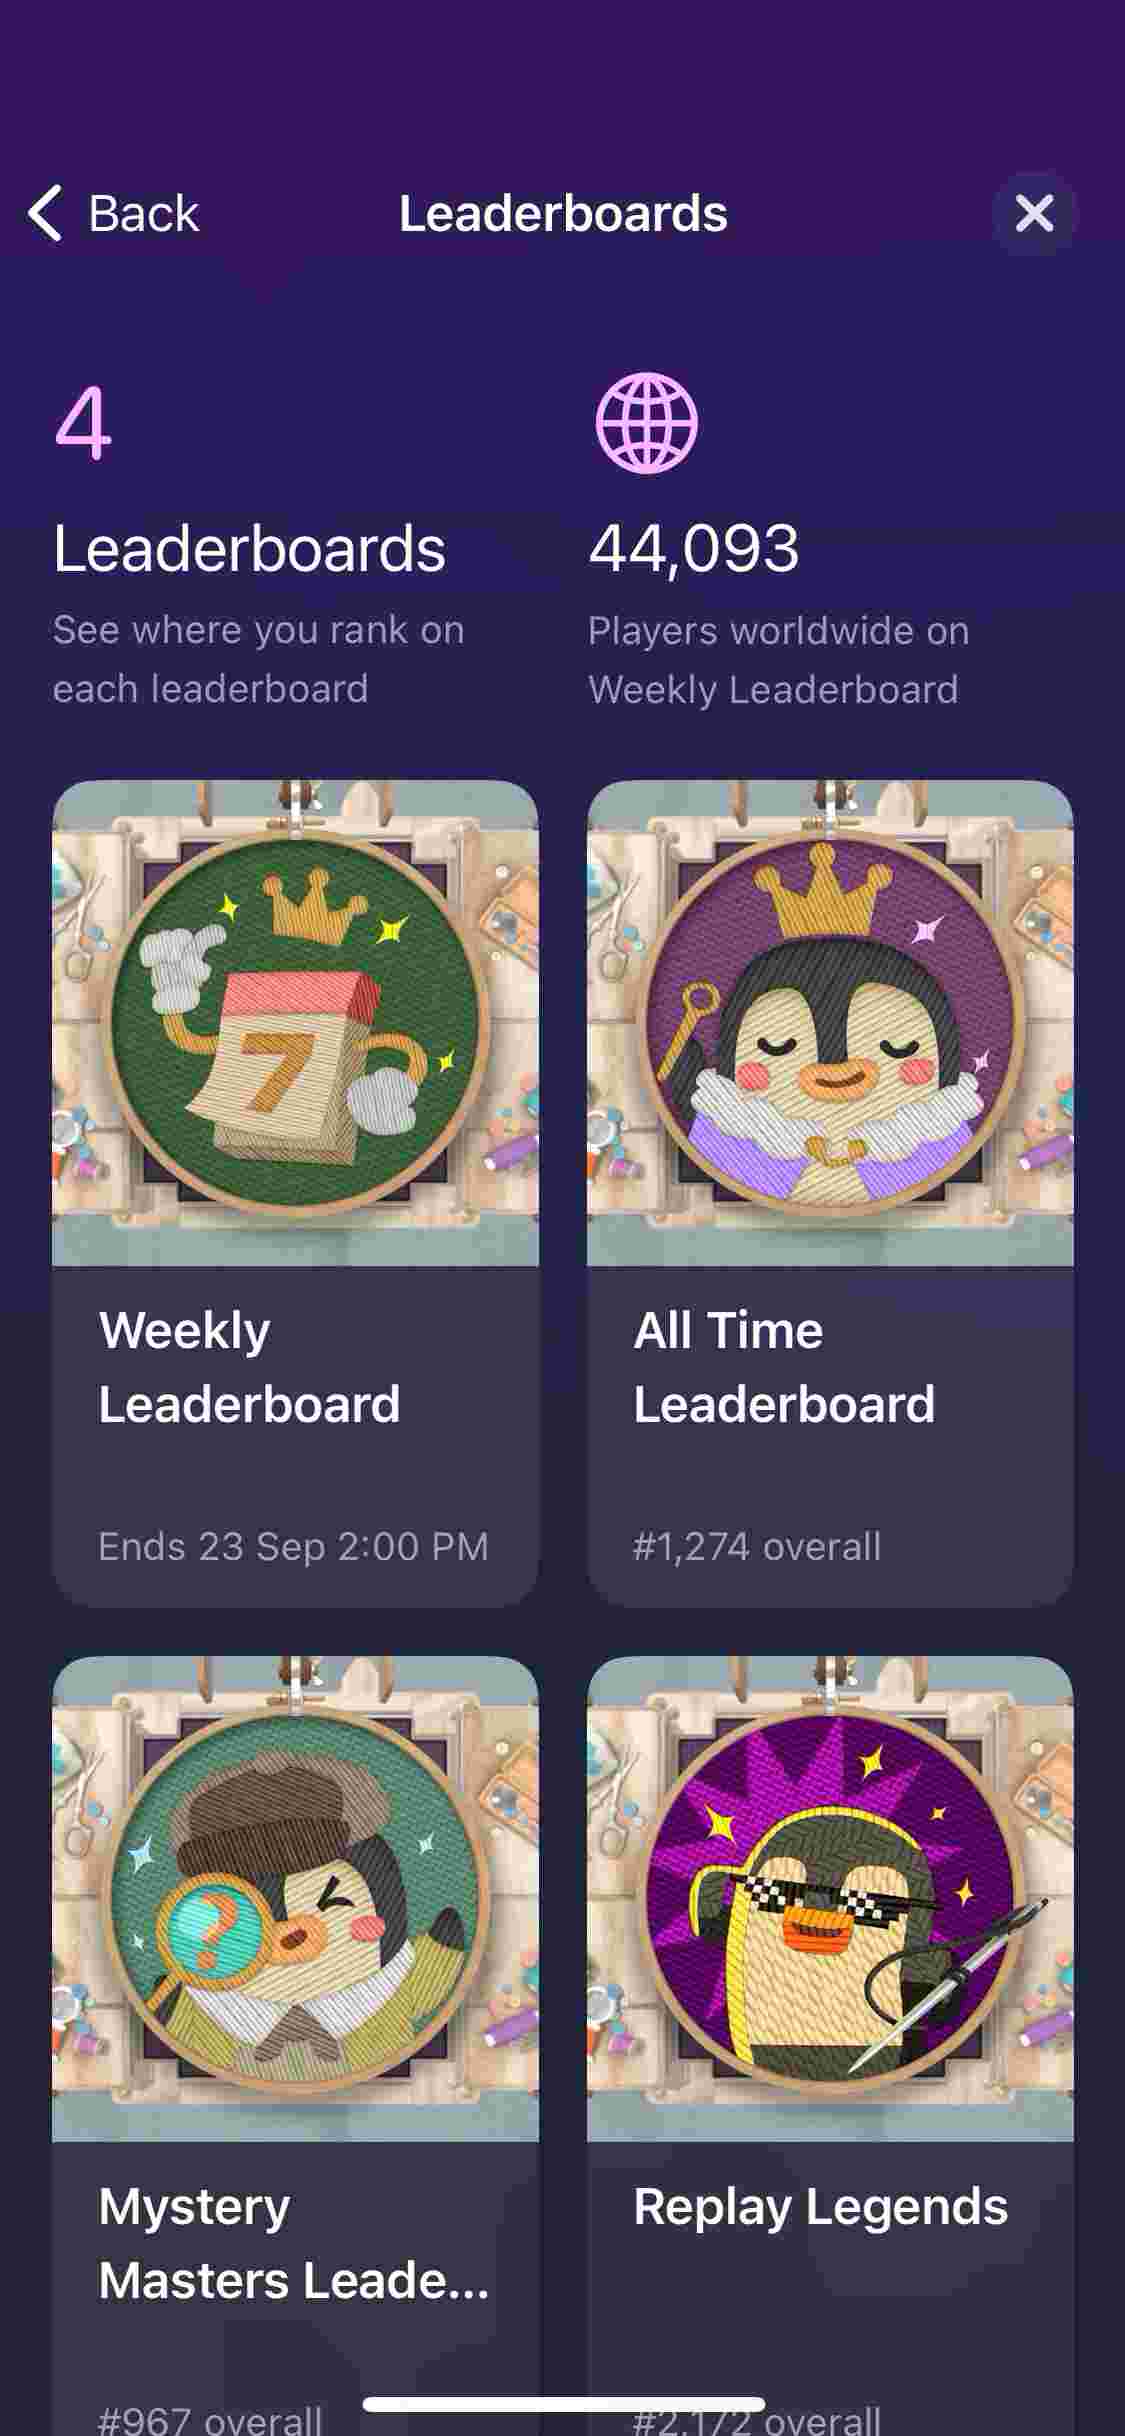 Back
Leaderboards
4
Leaderboards
See where you rank on
each leaderboard
44,093
Players worldwide on
Weekly Leaderboard
7
Weekly
Leaderboard
Ends 23 Sep 2:00 PM
All Time
Leaderboard
#1,274 overall
?
Mystery
Masters Leade...
#967 overall
Replay Legends
#2,172 overall